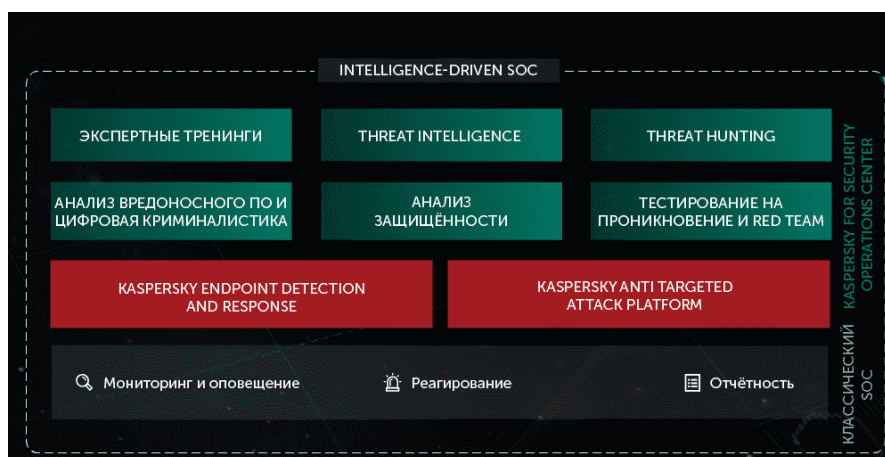 INTELLIGENCE-DRIVEN SOC
ЭКСПЕРТНЫЕ ТРЕНИНГИ
THREAT INTELLIGENCE
THREAT HUNTING
АНАЛИЗ ВРЕДОНОСНОГО ПО И
ЦИФРОВАЯ КРИМИНАЛИСТИКА
АНАЛИЗ
ЗАЩИЩЁННОСТИ
ТЕСТИРОВАНИЕ НА
ПРОНИКНОВЕНИЕ И RED TEAM
KASPERSKY ENDPOINT DETECTION
AND RESPONSE
KASPERSKY ANTI TARGETED
ATTACK PLATFORM
Мониторинг и оповещение
Реагирование
Отчётность
KASPERSKY FOR SECURITY
OPERATIONS CENTER
КЛАССИЧЕСКИЙ
SOC